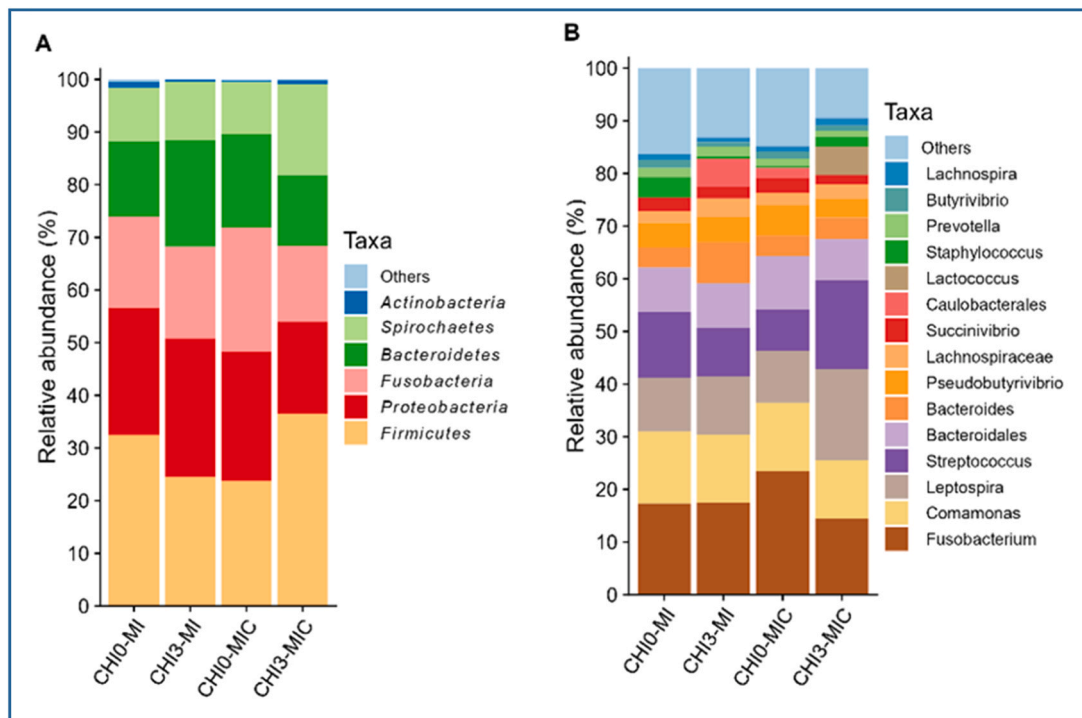 A
Relative abundance (%)
100
90
80
70
60
50
40
30
20
10
0
CHI0-MI
CHI3-MI
CHI0-MIC
CHI3-MIC
Taxa
Others
Actinobacteria
Spirochaetes
Bacteroidetes
Fusobacteria
Proteobacteria
Firmicutes
B
Relative abundance (%)
100
90
80
70
60
50
40
30
20
10
0
CHI0-MI
CHI3-MI
CHI0-MIC
CHI3-MIC
Taxa
Others
Lachnospira
Butyrivibrio
Prevotella
Staphylococcus
Lactococcus
Caulobacterales
Succinivibrio
Lachnospiraceae
Pseudobutyrivibrio
Bacteroides
Bacteroidales
Streptococcus
Leptospira
Comamonas
Fusobacterium